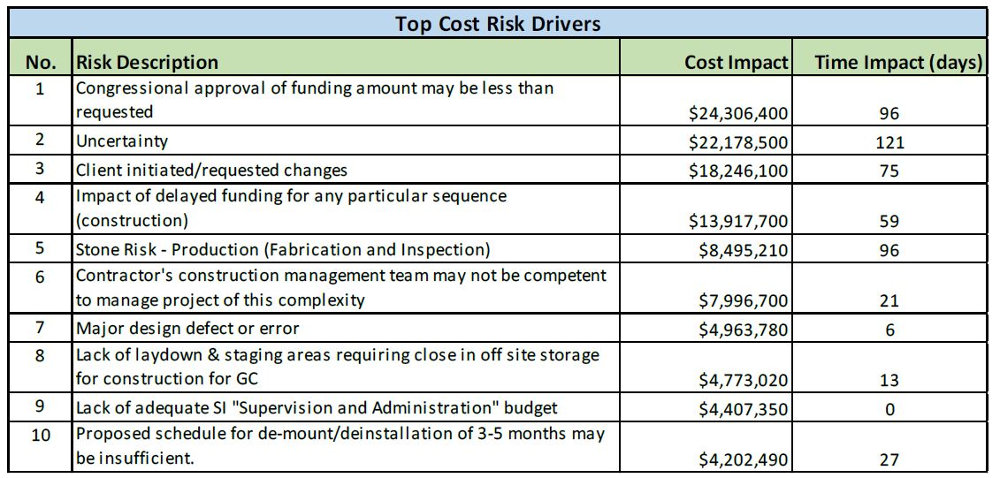 Top Cost Risk Drivers
No. Risk Description Cost Impact Time Impact (days)
1 Congressional approval of funding amount may be less than
requested $24,306,400 96
2 Uncertainty $22,178,500 121
3 Client initiated/requested changes $18,246,100 75
4 Impact of delayed funding for any particular sequence
(construction) $13,917,700 59
5 Stone Risk - Production (Fabrication and Inspection) $8,495,210 96
6 Contractor's construction management team may not be competent
to manage project of this complexity $7,996,700 21
7 Major design defect or error $4,963,780 6
8 Lack of laydown & staging areas requiring close in off site storage
for construction for GC $4,773,020 13
9 Lack of adequate SI "Supervision and Administration" budget $4,407,350 0
10 Proposed schedule for de-mount/deinstallation of 3-5 months may
be insufficient. $4,202,490 27